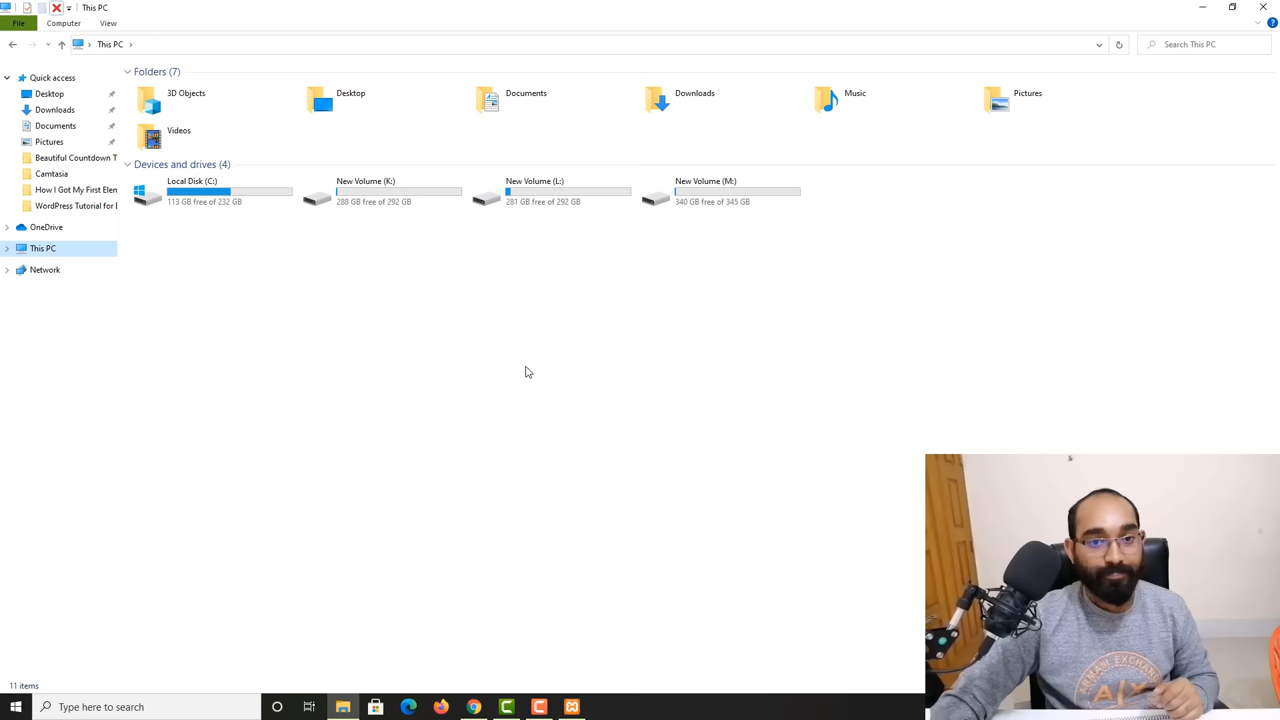 This PC
File Computer View
This PC
Search This PC
Quick access
Desktop
Downloads
Documents
Pictures
Beautiful Countdown T
Camtasia
How I Got My First Elen
WordPress Tutorial for B
OneDrive
This PC
Network
Folders (7)
3D Objects
Desktop
Documents
Downloads
Music
Pictures
Videos
Devices and drives (4)
Local Disk (C:)
113 GB free of 232 GB
New Volume (K:)
288 GB free of 292 GB
New Volume (L:)
281 GB free of 292 GB
New Volume (M:)
340 GB free of 345 GB
11 items
Type here to search
ARMANI EXCHANGE
A|X